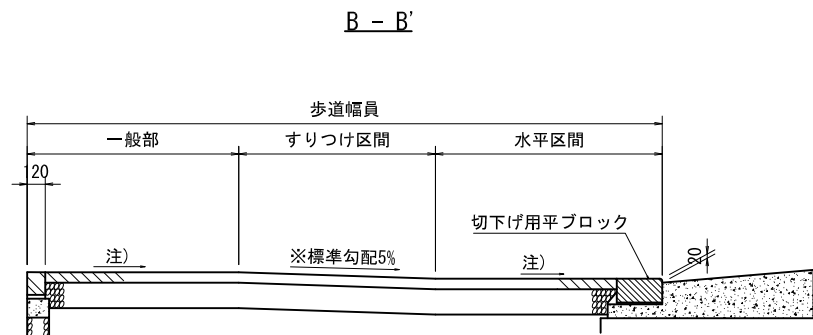 B - B'
歩道幅員
一般部 すりつけ区間 水平区間
120
切下げ用平ブロック
注) ※標準勾配5% 注) 20